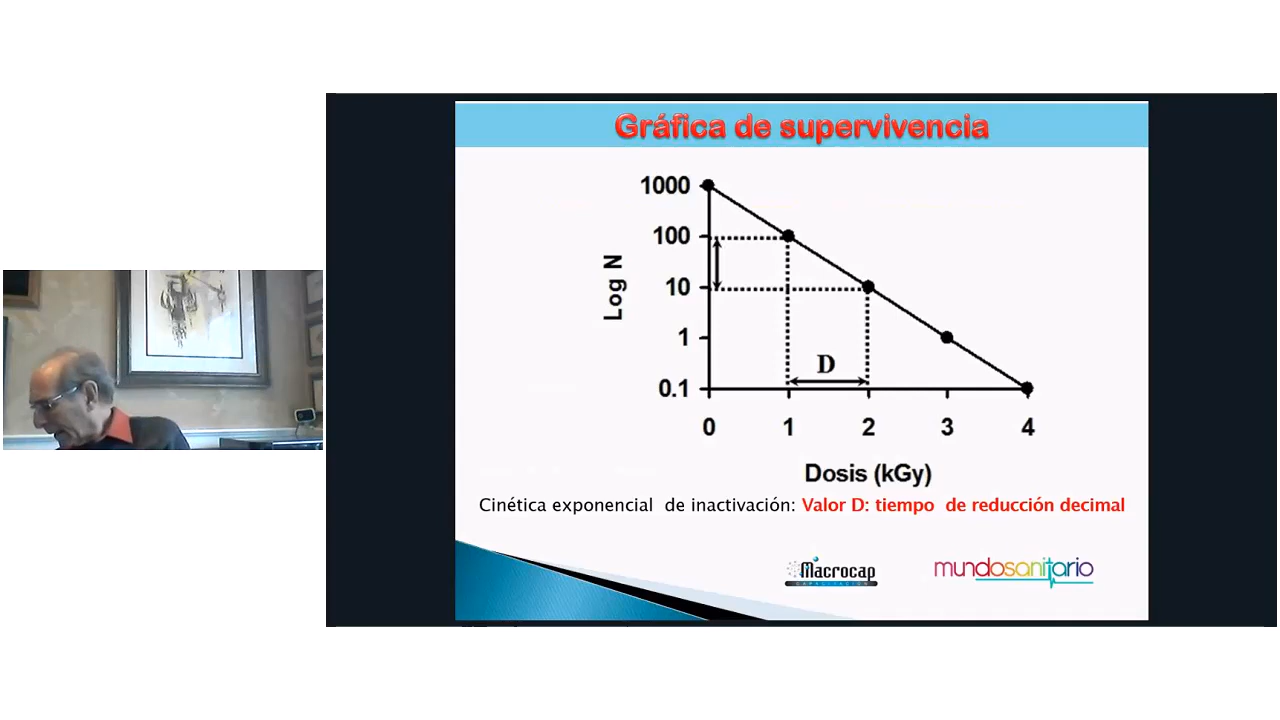 Gráfica de supervivencia
1000
100
10
1
0.1
Log N
D
0 1 2 3 4
Dosis (kGy)
Cinética exponencial de inactivación: Valor D: tiempo de reducción decimal
Macrocap
CAPACITACION
mundosanitario